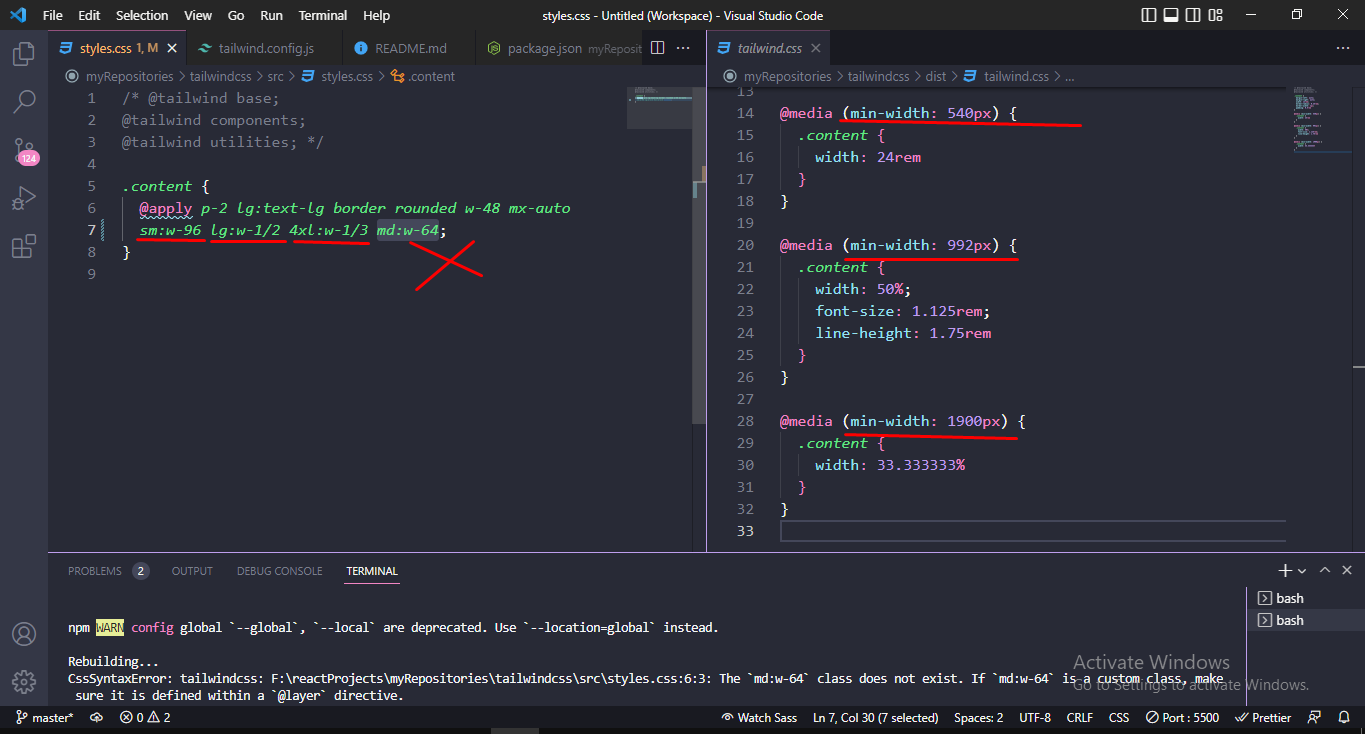 File Edit Selection View Go Run Terminal Help
styles.css - Untitled (Workspace) - Visual Studio Code
styles.css 1, M
tailwind.config.js
README.md
package.json myReposit
myRepositories > tailwindcss > src > styles.css > .content
1 /* @tailwind base;
2 @tailwind components;
3 @tailwind utilities; */
4
5 .content {
6 @apply p-2 lg:text-lg border rounded w-48 mx-auto
7 sm:w-96 lg:w-1/2 4xl:w-1/3 md:w-64;
8 }
9
tailwind.css
myRepositories > tailwindcss > dist > tailwind.css > ...
13
14 @media (min-width: 540px) {
15 .content {
16 width: 24rem
17 }
18 }
19
20 @media (min-width: 992px) {
21 .content {
22 width: 50%;
23 font-size: 1.125rem;
24 line-height: 1.75rem
25 }
26 }
27
28 @media (min-width: 1900px) {
29 .content {
30 width: 33.333333%
31 }
32 }
33
124
PROBLEMS 2 OUTPUT DEBUG CONSOLE TERMINAL
npm WARN config global `--global`, `--local` are deprecated. Use `--location=global` instead.
Rebuilding...
CssSyntaxError: tailwindcss: F:\reactProjects\myRepositories\tailwindcss\src\styles.css:6:3: The `md:w-64` class does not exist. If `md:w-64` is a custom class, make
sure it is defined within a `@layer` directive.
bash
bash
Activate Windows
Go to Settings to activate Windows.
master* 0 2 Watch Sass Ln 7, Col 30 (7 selected) Spaces: 2 UTF-8 CRLF CSS Port : 5500 Prettier